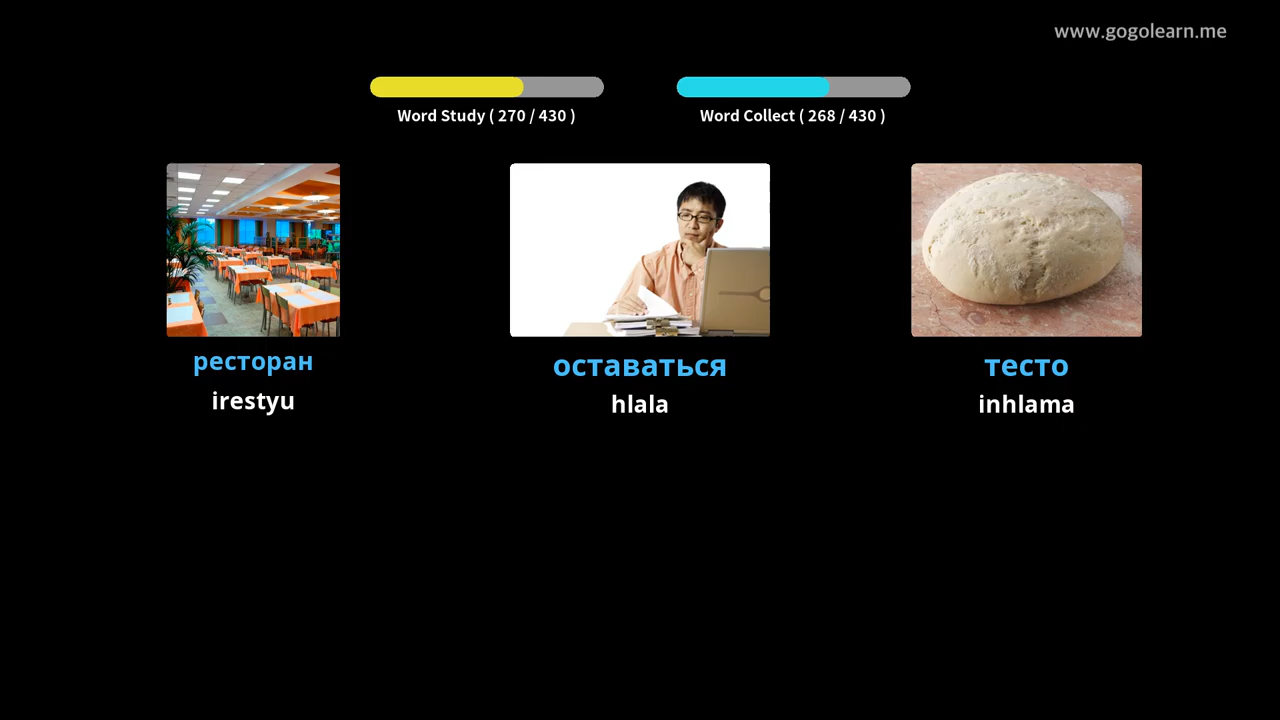 www.gogolearn.me
Word Study ( 270 / 430 )
Word Collect ( 268 / 430 )
ресторан
irestyu
оставаться
hlala
тесто
inhlama